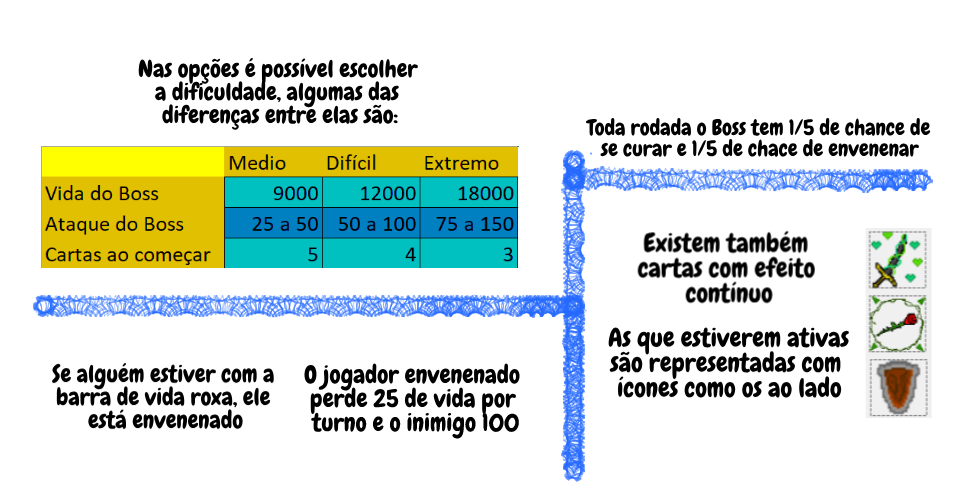 Nas opções é possível escolher
a dificuldade, algumas das
diferenças entre elas são:
Medio Difícil Extremo
Vida do Boss 9000 12000 18000
Ataque do Boss 25 a 50 50 a 100 75 a 150
Cartas ao começar 5 4 3
Se alguém estiver com a
barra de vida roxa, ele
está envenenado
O jogador envenenado
perde 25 de vida por
turno e o inimigo 100
Toda rodada o Boss tem 1/5 de chance de
se curar e 1/5 de chace de envenenar
Existem também
cartas com efeito
contínuo
As que estiverem ativas
são representadas com
ícones como os ao lado